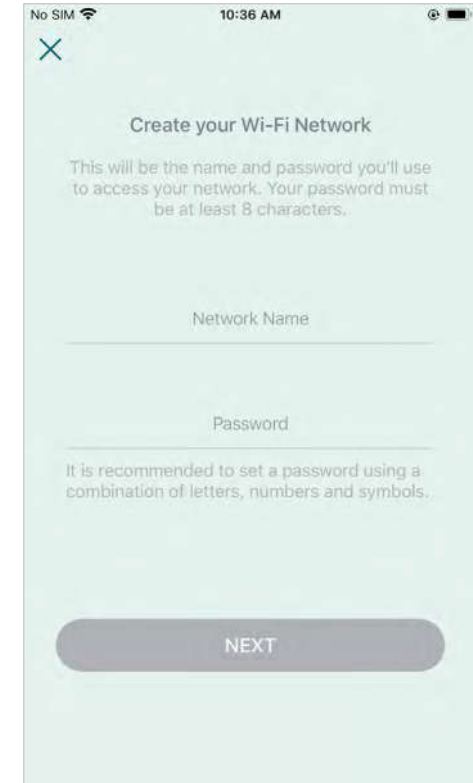 No SIM 10:36 AM
Create your Wi-Fi Network
This will be the name and password you'll use
to access your network. Your password must
be at least 8 characters.
Network Name
Password
It is recommended to set a password using a
combination of letters, numbers and symbols.
NEXT